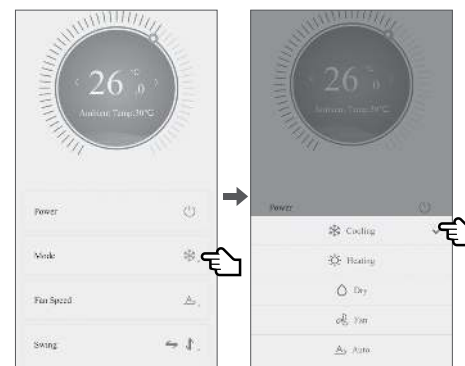 26 .0 °C
Ambient Temp:30°C
Power
Mode
Fan Speed
Swing
26 .0 °C
Ambient Temp:30°C
Power
Cooling
Heating
Dry
Fan
Auto